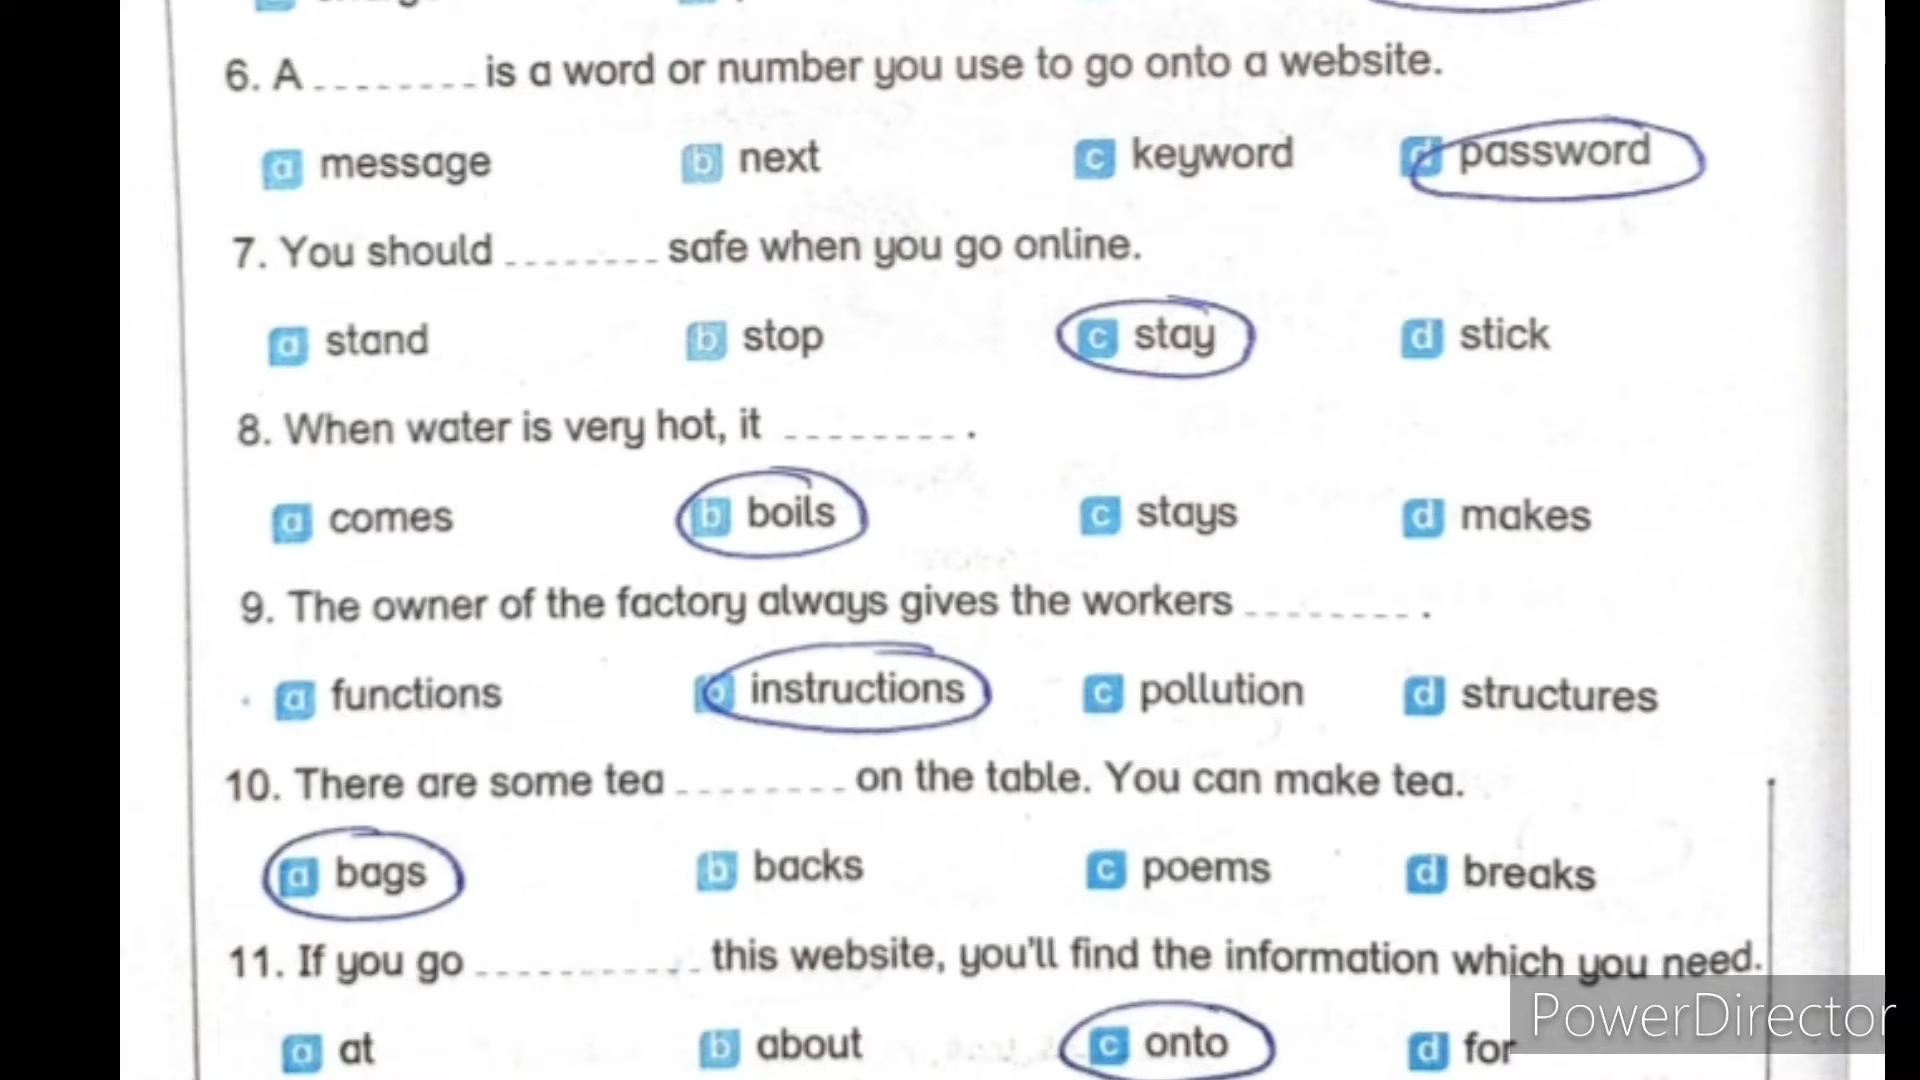 6. A ........ is a word or number you use to go onto a website.
a message b next c keyword d password
7. You should ........ safe when you go online.
a stand b stop c stay d stick
8. When water is very hot, it ......... .
a comes b boils c stays d makes
9. The owner of the factory always gives the workers ........ .
a functions b instructions c pollution d structures
10. There are some tea ........ on the table. You can make tea.
a bags b backs c poems d breaks
11. If you go ........... this website, you'll find the information which you need.
a at b about c onto d for
PowerDirector